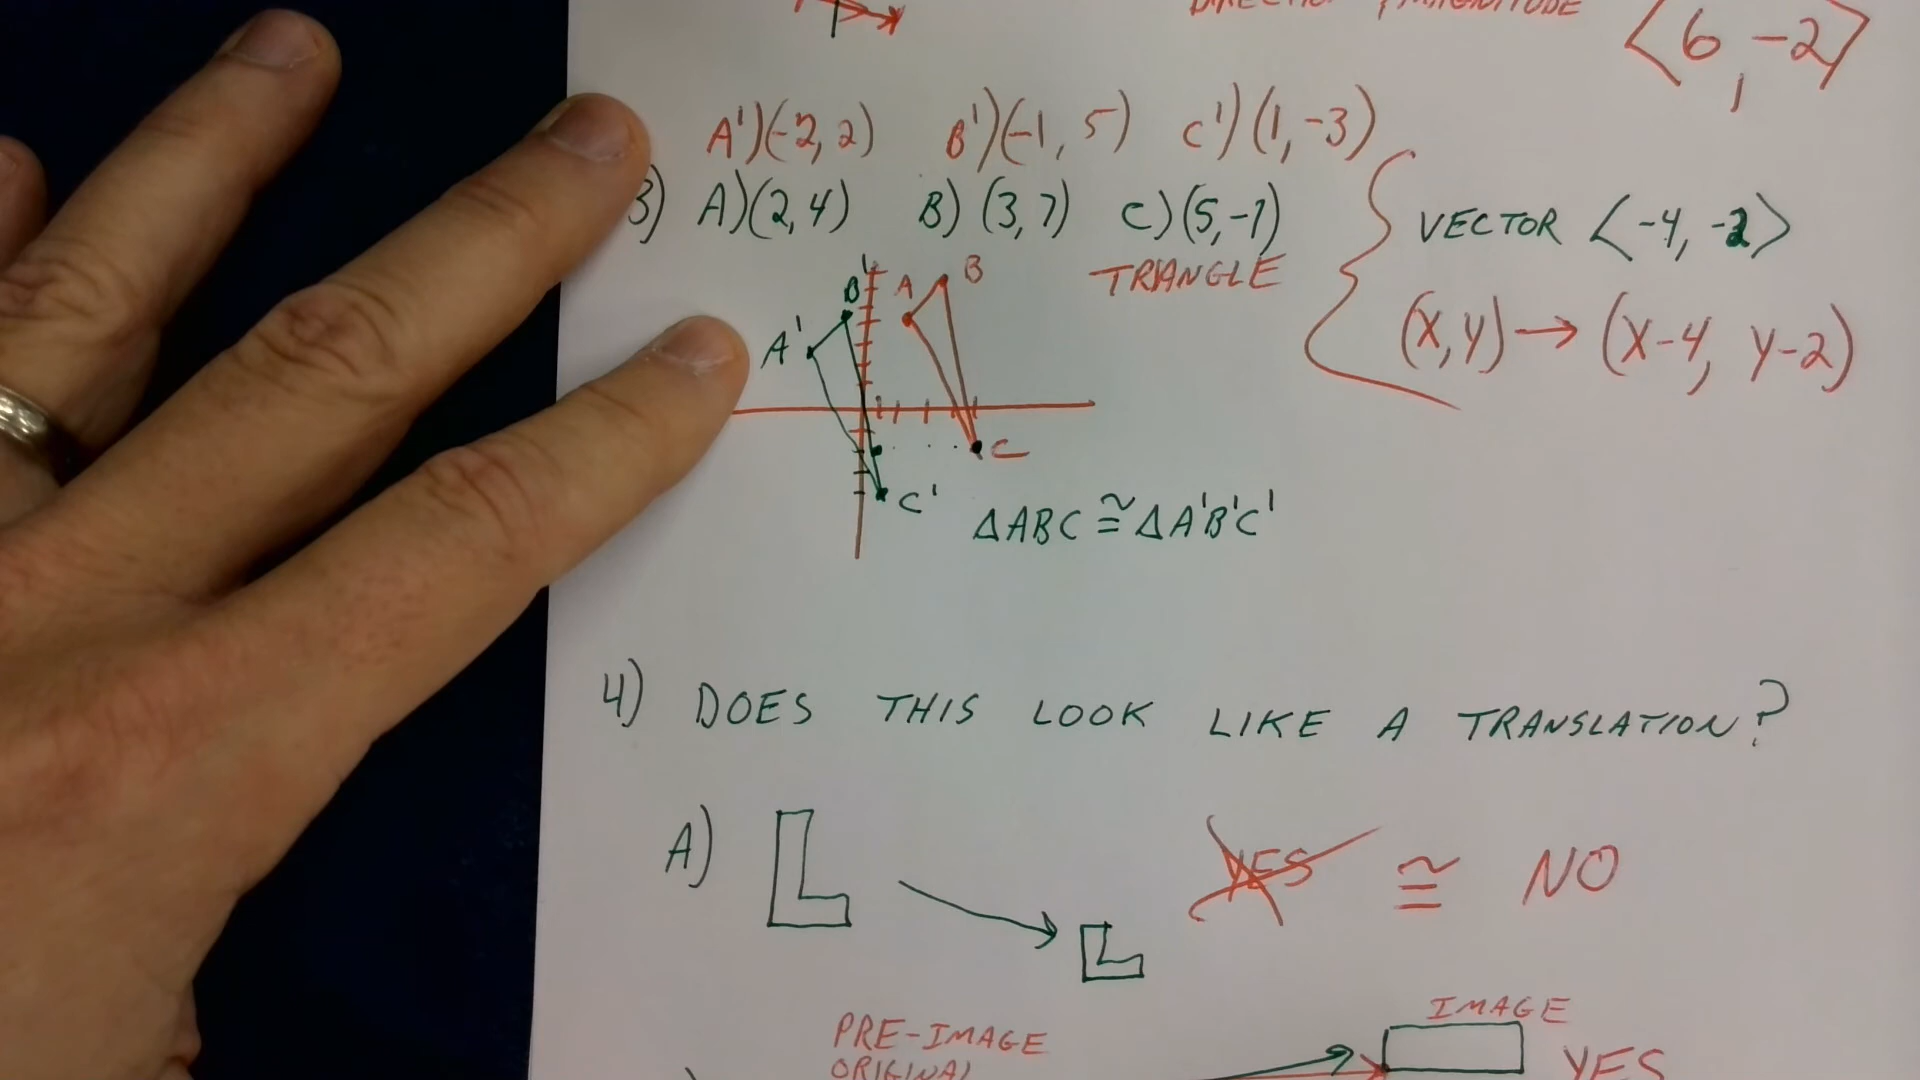 MAGNITUDE
<6, -2>
A')(-2, 2) B')(-1, 5) C')(1, -3)
3) A)(2,4) B) (3,7) C)(5,-1)
VECTOR <-4, -2>
TRIANGLE
(X,Y) → (X-4, Y-2)
B' A B
A'
C
C'
ΔABC ≅ ΔA'B'C'
4) DOES THIS LOOK LIKE A TRANSLATION?
A) YES ≅ NO
IMAGE
PRE-IMAGE
YES
ORIGINAL